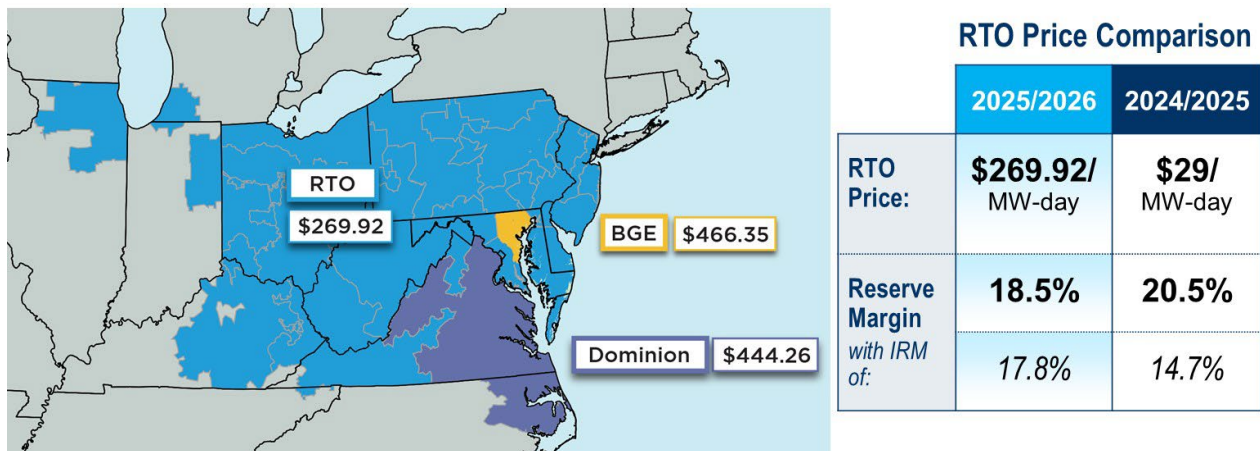 RTO
$269.92
BGE
$466.35
Dominion
$444.26
RTO Price Comparison
2025/2026
2024/2025
RTO
Price:
$269.92/
MW-day
$29/
MW-day
Reserve
Margin
with IRM
of:
18.5%
20.5%
17.8%
14.7%